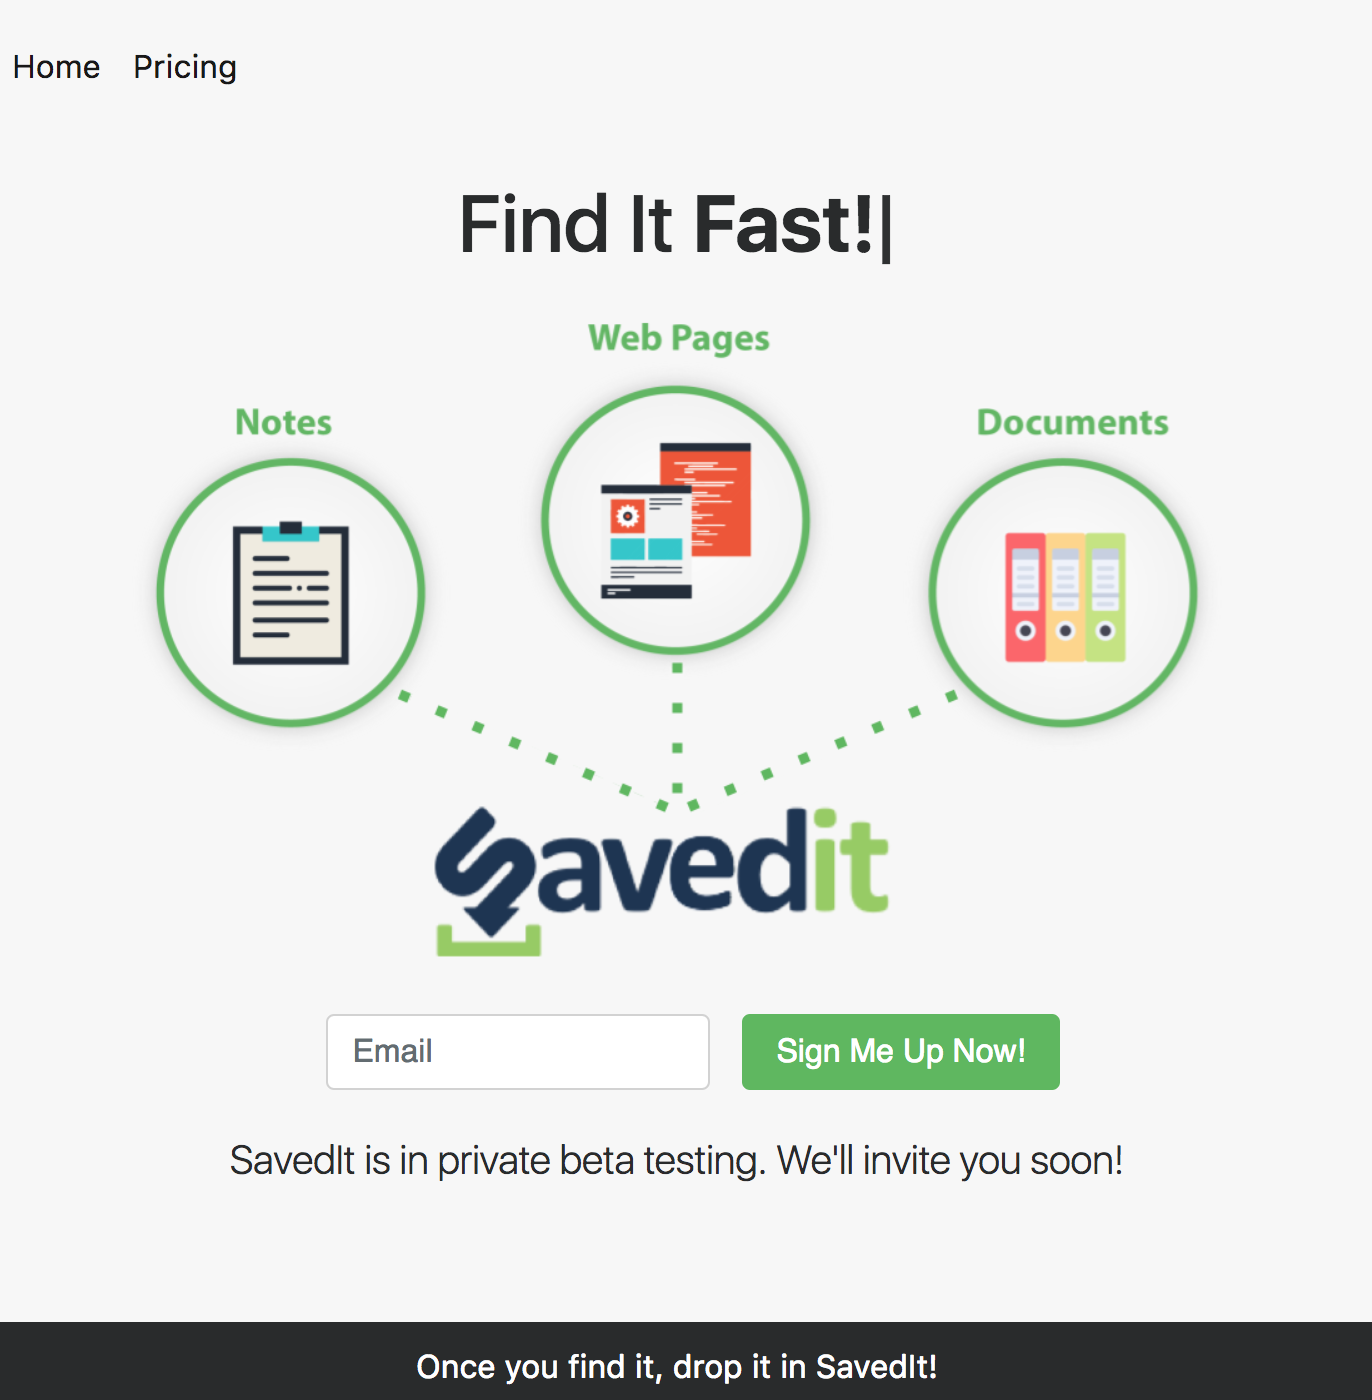 Home Pricing
Find It Fast!|
Web Pages
Notes
Documents
Savedit
Email
Sign Me Up Now!
SavedIt is in private beta testing. We'll invite you soon!
Once you find it, drop it in SavedIt!